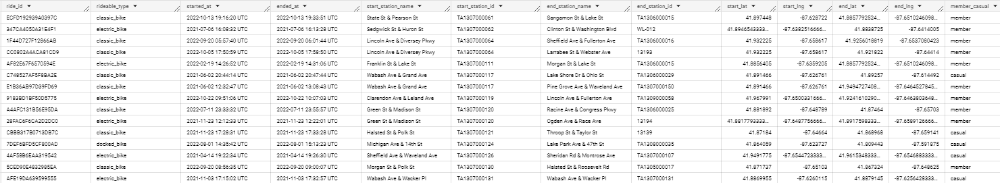 ride_id rideable_type started_at ended_at start_station_name start_station_id end_station_name end_station_id start_lat start_lng end_lat end_lng member_casual
ECFD192939A0397C classic_bike 2022-10-13 19:16:20 UTC 2022-10-13 19:33:51 UTC State St & Pearson St TA1307000061 Sangamon St & Lake St TA1306000015 41.897448 -87.628722 41.8857792524... -87.6510246098... member
347CA4050A31E4F1 electric_bike 2021-07-06 16:08:32 UTC 2021-07-06 16:13:28 UTC Sedgwick St & Huron St TA1307000062 Clinton St & Washington Blvd WL-012 41.8946543333... -87.6382516666... 41.8838725 -87.6414005 member
1F44D727F12866AB classic_bike 2022-09-20 05:57:40 UTC 2022-09-20 06:01:44 UTC Lincoln Ave & Diversey Pkwy TA1307000064 Sheffield Ave & Fullerton Ave TA1306000016 41.932225 -87.658617 41.9256018819 -87.6537080423 member
CC0802A4ACA81CD9 classic_bike 2022-10-05 17:50:59 UTC 2022-10-05 17:58:50 UTC Lincoln Ave & Diversey Pkwy TA1307000064 Larrabee St & Webster Ave 13193 41.932225 -87.658617 41.921822 -87.64414 member
AF82E67F6570594E electric_bike 2022-02-19 14:26:52 UTC 2022-02-19 14:31:06 UTC Franklin St & Lake St TA1307000111 Morgan St & Lake St TA1306000015 41.8856405 -87.6359205 41.8857792524... -87.6510246098... member
C748527AF5F8BA2E classic_bike 2021-06-02 20:44:14 UTC 2021-06-02 20:47:44 UTC Wabash Ave & Grand Ave TA1307000117 Lake Shore Dr & Ohio St TA1306000029 41.891466 -87.626761 41.89257 -87.614492 casual
E1B36AB97D39FD69 classic_bike 2021-06-02 12:32:47 UTC 2021-06-02 13:08:43 UTC Wabash Ave & Grand Ave TA1307000117 Pine Grove Ave & Waveland Ave TA1307000150 41.891466 -87.626761 41.9494727408... -87.6464527845... member
9183BD1BF50D5775 electric_bike 2022-10-22 09:51:06 UTC 2022-10-22 10:07:03 UTC Clarendon Ave & Leland Ave TA1307000119 Lincoln Ave & Fullerton Ave TA1309000058 41.967991 -87.6500331666... 41.9241610290... -87.6463803648... member
A4AFC131B56E95DA classic_bike 2022-07-11 23:33:32 UTC 2022-07-11 23:55:57 UTC Green St & Madison St TA1307000120 Racine Ave & Congress Pkwy TA1306000025 41.881892 -87.648789 41.87464 -87.65703 member
28FAC6F6CA2D2DC0 electric_bike 2021-11-23 12:12:33 UTC 2021-11-23 12:22:01 UTC Green St & Madison St TA1307000120 Ogden Ave & Race Ave 13194 41.8817793333... -87.6487756666... 41.8917598333... -87.6589126666... member
CBBB317B0713DB7C classic_bike 2021-11-23 17:28:31 UTC 2021-11-23 17:33:28 UTC Halsted St & Polk St TA1307000121 Throop St & Taylor St 13139 41.87184 -87.64664 41.868968 -87.659141 casual
7DEF6BFD5CF800AD docked_bike 2022-08-01 14:35:42 UTC 2022-08-01 15:13:23 UTC Michigan Ave & 14th St TA1307000124 Lake Park Ave & 47th St TA1308000035 41.864059 -87.623727 41.809443 -87.591875 casual
4AF58B6EAA319542 electric_bike 2021-04-14 19:22:34 UTC 2021-04-14 19:26:30 UTC Sheffield Ave & Waveland Ave TA1307000126 Sheridan Rd & Montrose Ave TA1307000107 41.9491775 -87.6544723333... 41.9615348333... -87.6546883333... casual
5CED90E4832985EA classic_bike 2022-09-20 08:56:35 UTC 2022-09-20 09:00:07 UTC Morgan St & Polk St TA1307000130 Halsted St & Roosevelt Rd TA1305000017 41.871737 -87.65103 41.867324 -87.648625 member
AFE19DA639599555 electric_bike 2021-11-03 17:15:02 UTC 2021-11-03 17:32:57 UTC Wabash Ave & Wacker Pl TA1307000131 Wabash Ave & Wacker Pl TA1307000131 41.8869955 -87.6260115 41.8879145 -87.6256428333... casual